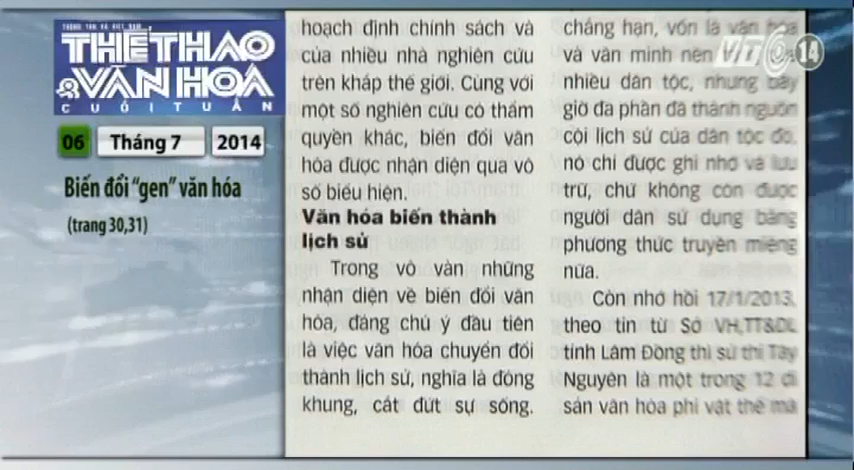 THÔNG TẤN XÃ VIỆT NAM
THỂ THAO
& VĂN HOÁ
CUỐI TUẦN
06 Tháng 7 2014
Biến đổi "gen" văn hóa
(trang 30,31)
hoạch định chính sách và
của nhiều nhà nghiên cứu
trên khắp thế giới. Cùng với
một số nghiên cứu có thẩm
quyền khác, biến đổi văn
hóa được nhận diện qua vô
số biểu hiện.
Văn hóa biến thành
lịch sử
Trong vô vàn những
nhận diện về biến đổi văn
hóa, đáng chú ý đầu tiên
là việc văn hóa chuyển đổi
thành lịch sử, nghĩa là đóng
khung, cắt đứt sự sống.
chẳng hạn, vốn là văn hóa
và văn minh nên
nhiều dân tộc, nhưng bây
giờ đa phần đã thành nguồn
cội lịch sử của dân tộc đó,
nó chỉ được ghi nhớ và lưu
trữ, chứ không còn được
người dân sử dụng bằng
phương thức truyền miệng
nữa.
Còn nhớ hồi 17/1/2013,
theo tin từ Sở VH,TT&DL
tỉnh Lâm Đồng thì sử thi Tây
Nguyên là một trong 12 di
sản văn hóa phi vật thể mà
VTC14